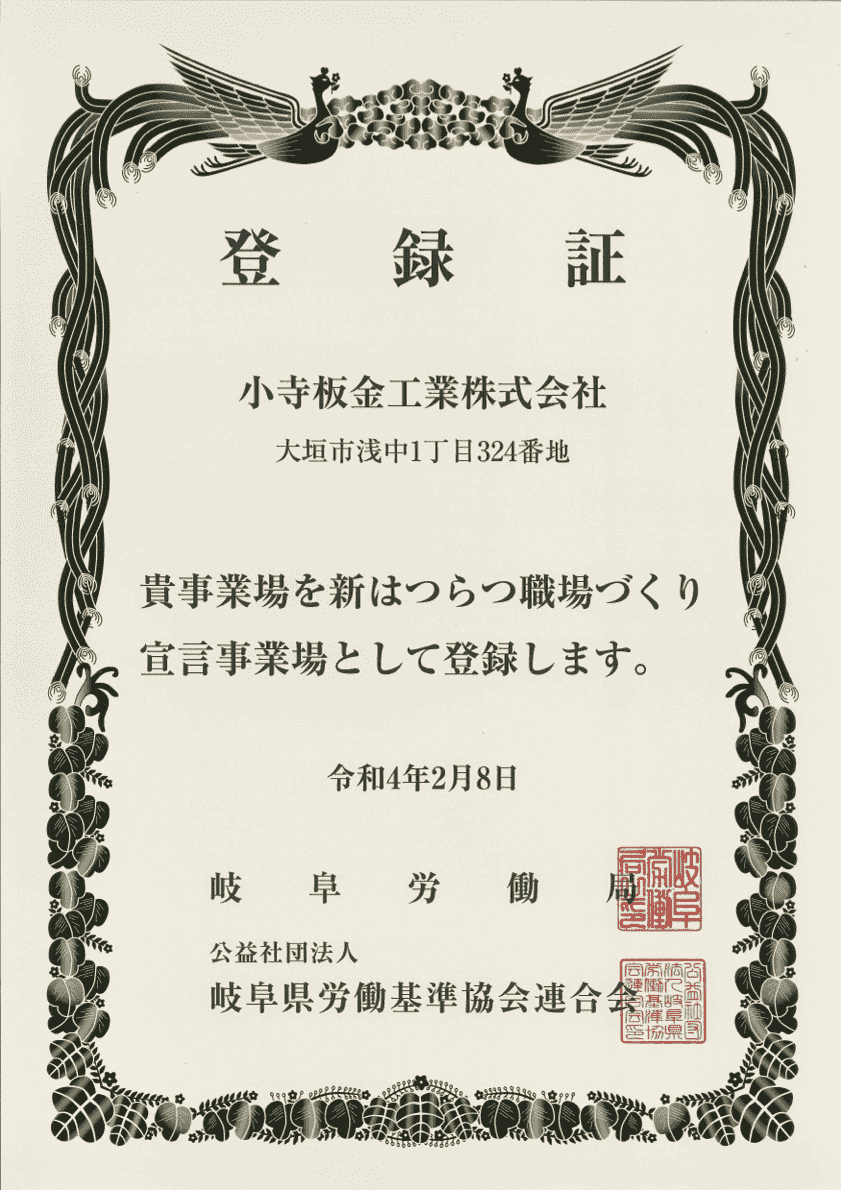 登録証
小寺板金工業株式会社
大垣市浅中1丁目324番地
貴事業場を新はつらつ職場づくり
宣言事業場として登録します。
令和4年2月8日
岐阜労働局
公益社団法人
岐阜県労働基準協会連合会